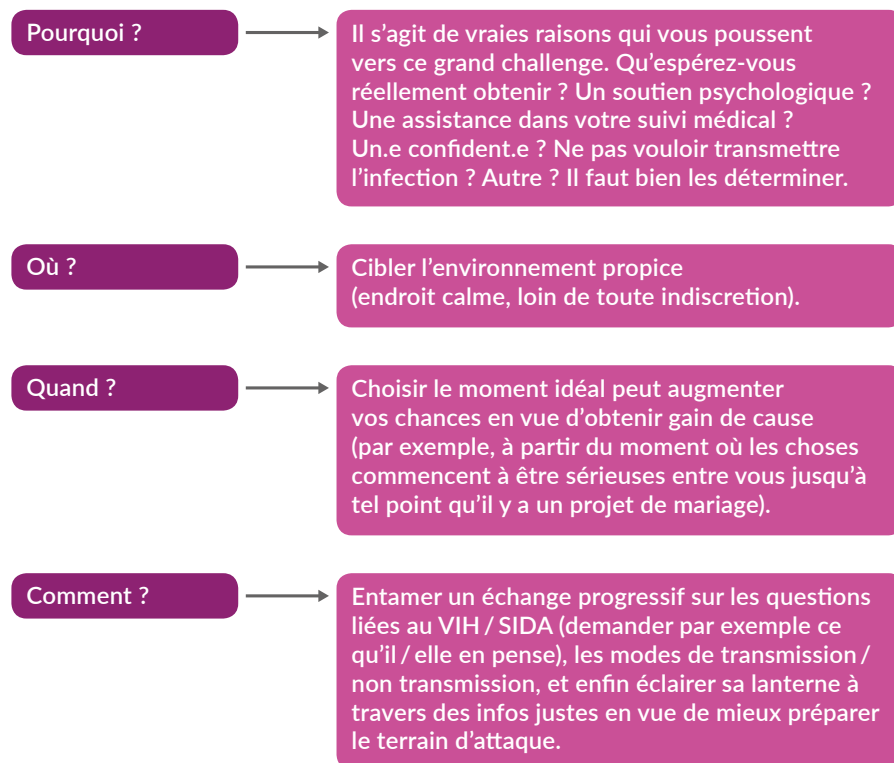 Pourquoi ?
Il s’agit de vraies raisons qui vous poussent
vers ce grand challenge. Qu’espérez-vous
réellement obtenir ? Un soutien psychologique ?
Une assistance dans votre suivi médical ?
Un.e confident.e ? Ne pas vouloir transmettre
l’infection ? Autre ? Il faut bien les déterminer.
Où ?
Cibler l’environnement propice
(endroit calme, loin de toute indiscretion).
Quand ?
Choisir le moment idéal peut augmenter
vos chances en vue d’obtenir gain de cause
(par exemple, à partir du moment où les choses
commencent à être sérieuses entre vous jusqu’à
tel point qu’il y a un projet de mariage).
Comment ?
Entamer un échange progressif sur les questions
liées au VIH / SIDA (demander par exemple ce
qu’il / elle en pense), les modes de transmission /
non transmission, et enfin éclairer sa lanterne à
travers des infos justes en vue de mieux préparer
le terrain d’attaque.